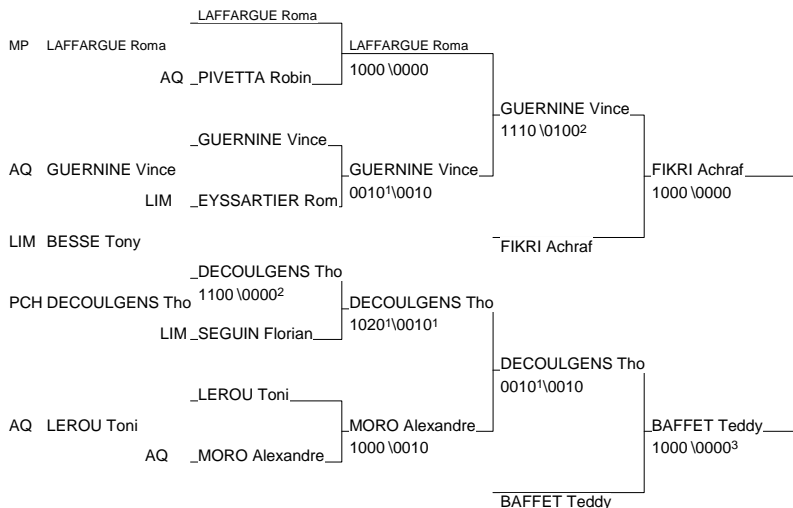 LAFFARGUE Roma
MP LAFFARGUE Roma LAFFARGUE Roma
AQ PIVETTA Robin 1000 \0000
GUERNINE Vince
1110 \0100²
GUERNINE Vince
AQ GUERNINE Vince GUERNINE Vince FIKRI Achraf
0010¹\0010 1000 \0000
LIM EYSSARTIER Rom
LIM BESSE Tony FIKRI Achraf
DECOULGENS Tho
1100 \0000²
PCH DECOULGENS Tho DECOULGENS Tho
1020¹\0010¹
LIM SEGUIN Florian
DECOULGENS Tho
0010¹\0010
LEROU Toni
AQ LEROU Toni MORO Alexandre BAFFET Teddy
1000 \0010 1000 \0000³
AQ MORO Alexandre
BAFFET Teddy